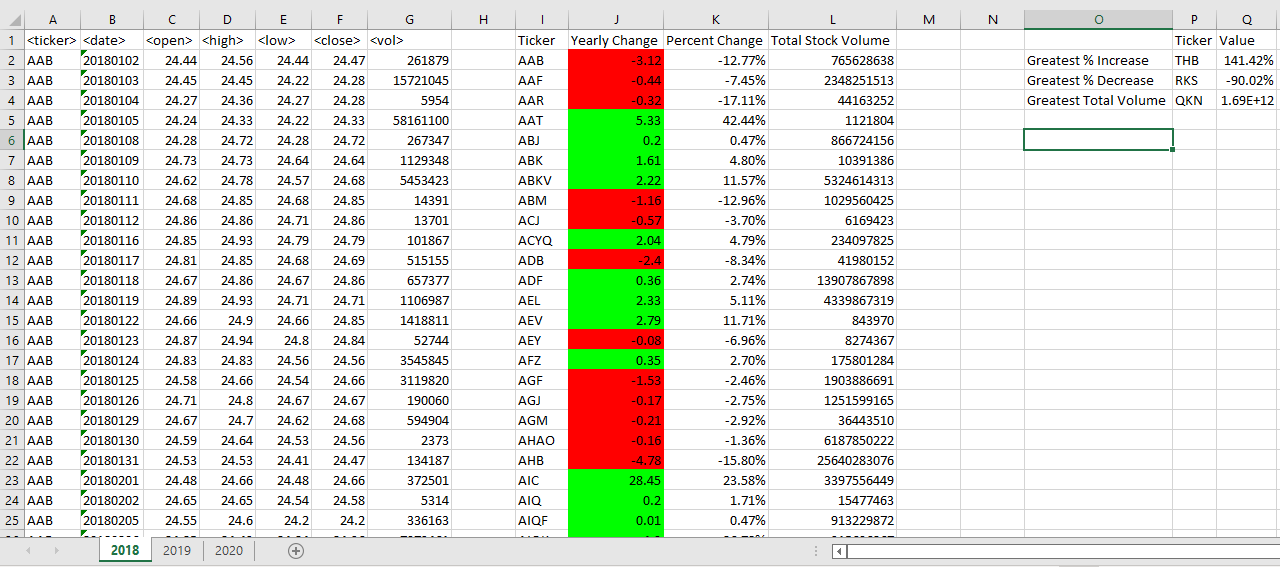 A B C D E F G H I J K L M N O P Q
1 <ticker> <date> <open> <high> <low> <close> <vol> Ticker Yearly Change Percent Change Total Stock Volume Ticker Value
2 AAB 20180102 24.44 24.56 24.44 24.47 261879 AAB -3.12 -12.77% 765628638 Greatest % Increase THB 141.42%
3 AAB 20180103 24.45 24.45 24.22 24.28 15721045 AAF -0.44 -7.45% 2348251513 Greatest % Decrease RKS -90.02%
4 AAB 20180104 24.27 24.36 24.27 24.28 5954 AAR -0.32 -17.11% 44163252 Greatest Total Volume QKN 1.69E+12
5 AAB 20180105 24.24 24.33 24.22 24.33 58161100 AAT 5.33 42.44% 1121804
6 AAB 20180108 24.28 24.72 24.28 24.72 267347 ABJ 0.2 0.47% 866724156
7 AAB 20180109 24.73 24.73 24.64 24.64 1129348 ABK 1.61 4.80% 10391386
8 AAB 20180110 24.62 24.78 24.57 24.68 5453423 ABKV 2.22 11.57% 5324614313
9 AAB 20180111 24.68 24.85 24.68 24.85 14391 ABM -1.16 -12.96% 1029560425
10 AAB 20180112 24.86 24.86 24.71 24.86 13701 ACJ -0.57 -3.70% 6169423
11 AAB 20180116 24.85 24.93 24.79 24.79 101867 ACYQ 2.04 4.79% 234097825
12 AAB 20180117 24.81 24.85 24.68 24.69 515155 ADB -2.4 -8.34% 41980152
13 AAB 20180118 24.67 24.86 24.67 24.86 657377 ADF 0.36 2.74% 13907867898
14 AAB 20180119 24.89 24.93 24.71 24.71 1106987 AEL 2.33 5.11% 4339867319
15 AAB 20180122 24.66 24.9 24.66 24.85 1418811 AEV 2.79 11.71% 843970
16 AAB 20180123 24.87 24.94 24.8 24.84 52744 AEY -0.08 -6.96% 8274367
17 AAB 20180124 24.83 24.83 24.56 24.56 3545845 AFZ 0.35 2.70% 175801284
18 AAB 20180125 24.58 24.66 24.54 24.66 3119820 AGF -1.53 -2.46% 1903886691
19 AAB 20180126 24.71 24.8 24.67 24.67 190060 AGJ -0.17 -2.75% 1251599165
20 AAB 20180129 24.67 24.7 24.62 24.68 594904 AGM -0.21 -2.92% 36443510
21 AAB 20180130 24.59 24.64 24.53 24.56 2373 AHAO -0.16 -1.36% 6187850222
22 AAB 20180131 24.53 24.53 24.41 24.47 134187 AHB -4.78 -15.80% 25640283076
23 AAB 20180201 24.48 24.66 24.48 24.66 372501 AIC 28.45 23.58% 3397556449
24 AAB 20180202 24.65 24.65 24.54 24.58 5314 AIQ 0.2 1.71% 15477463
25 AAB 20180205 24.55 24.6 24.2 24.2 336163 AIQF 0.01 0.47% 913229872
2018 2019 2020